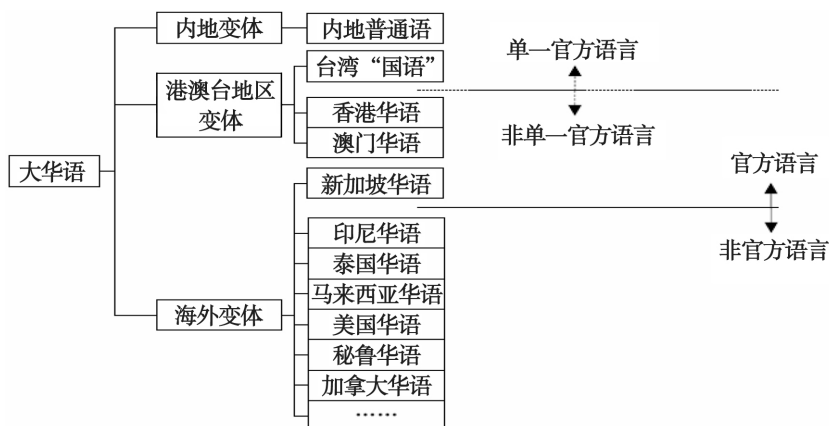 大华语
内地变体
港澳台地区
变体
海外变体
内地普通语
台湾“国语”
香港华语
澳门华语
新加坡华语
印尼华语
泰国华语
马来西亚华语
美国华语
秘鲁华语
加拿大华语
……
单一官方语言
非单一官方语言
官方语言
非官方语言